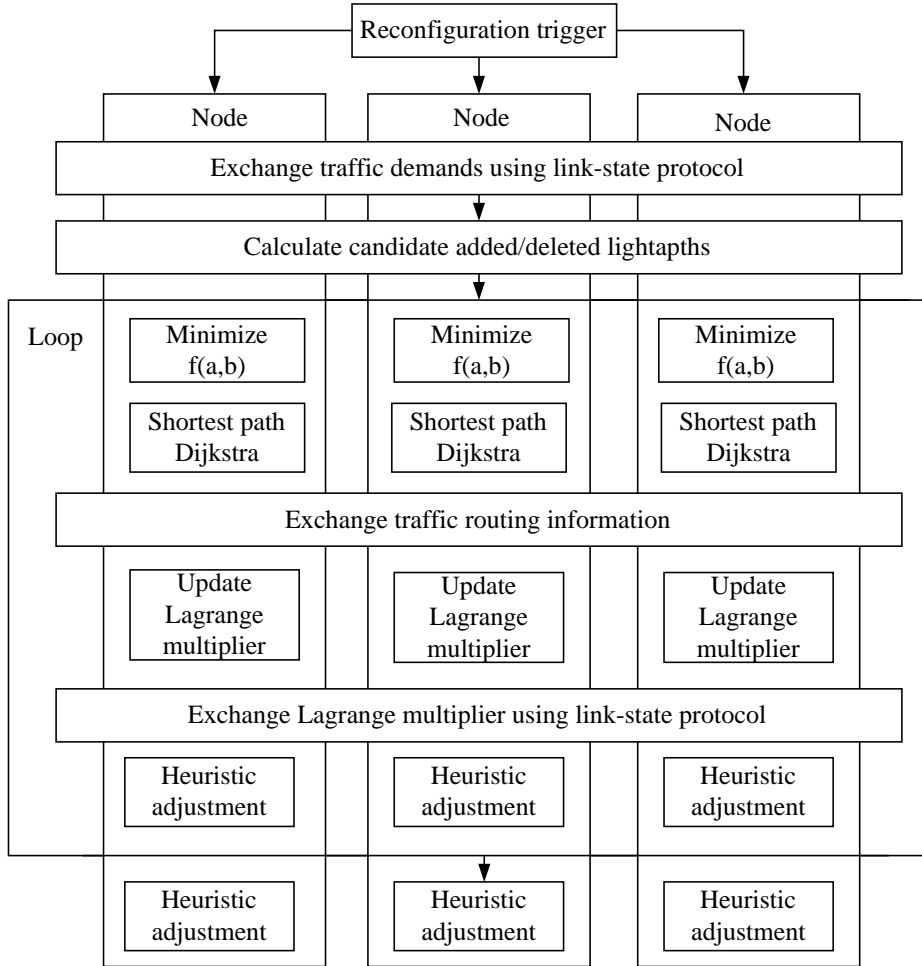 Reconfiguration trigger
Node
Node
Node
Exchange traffic demands using link-state protocol
Calculate candidate added/deleted lightapths
Loop
Minimize
f(a,b)
Minimize
f(a,b)
Minimize
f(a,b)
Shortest path
Dijkstra
Shortest path
Dijkstra
Shortest path
Dijkstra
Exchange traffic routing information
Update
Lagrange
multiplier
Update
Lagrange
multiplier
Update
Lagrange
multiplier
Exchange Lagrange multiplier using link-state protocol
Heuristic
adjustment
Heuristic
adjustment
Heuristic
adjustment
Heuristic
adjustment
Heuristic
adjustment
Heuristic
adjustment